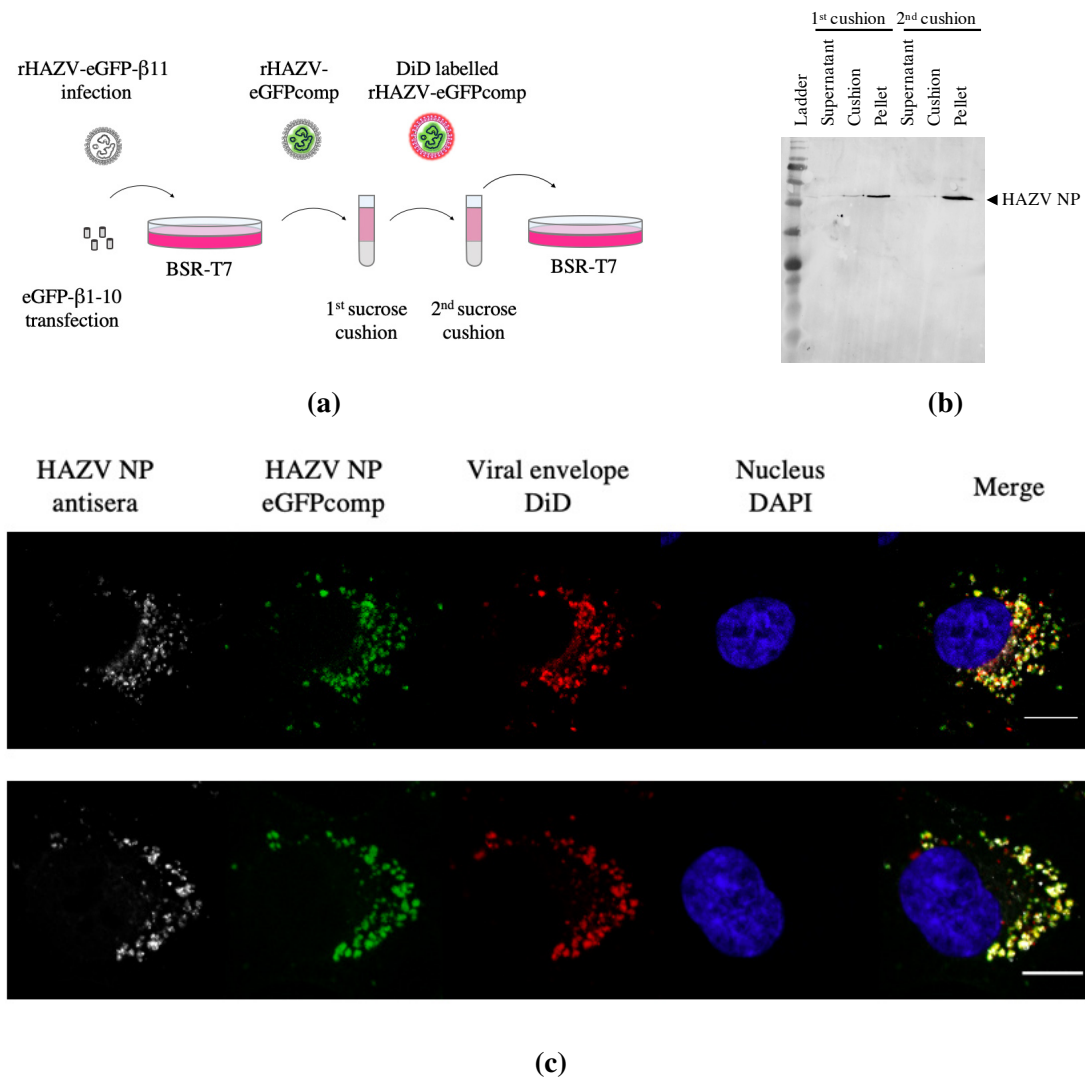 rHAZV-eGFP-β11
infection
rHAZV-
eGFPcomp
DiD labelled
rHAZV-eGFPcomp
BSR-T7
BSR-T7
eGFP-β1-10
transfection
1st sucrose
cushion
2nd sucrose
cushion
(a)
1st cushion
2nd cushion
Ladder
Supernatant
Cushion
Pellet
Supernatant
Cushion
Pellet
◀ HAZV NP
(b)
HAZV NP
antisera
HAZV NP
eGFPcomp
Viral envelope
DiD
Nucleus
DAPI
Merge
(c)